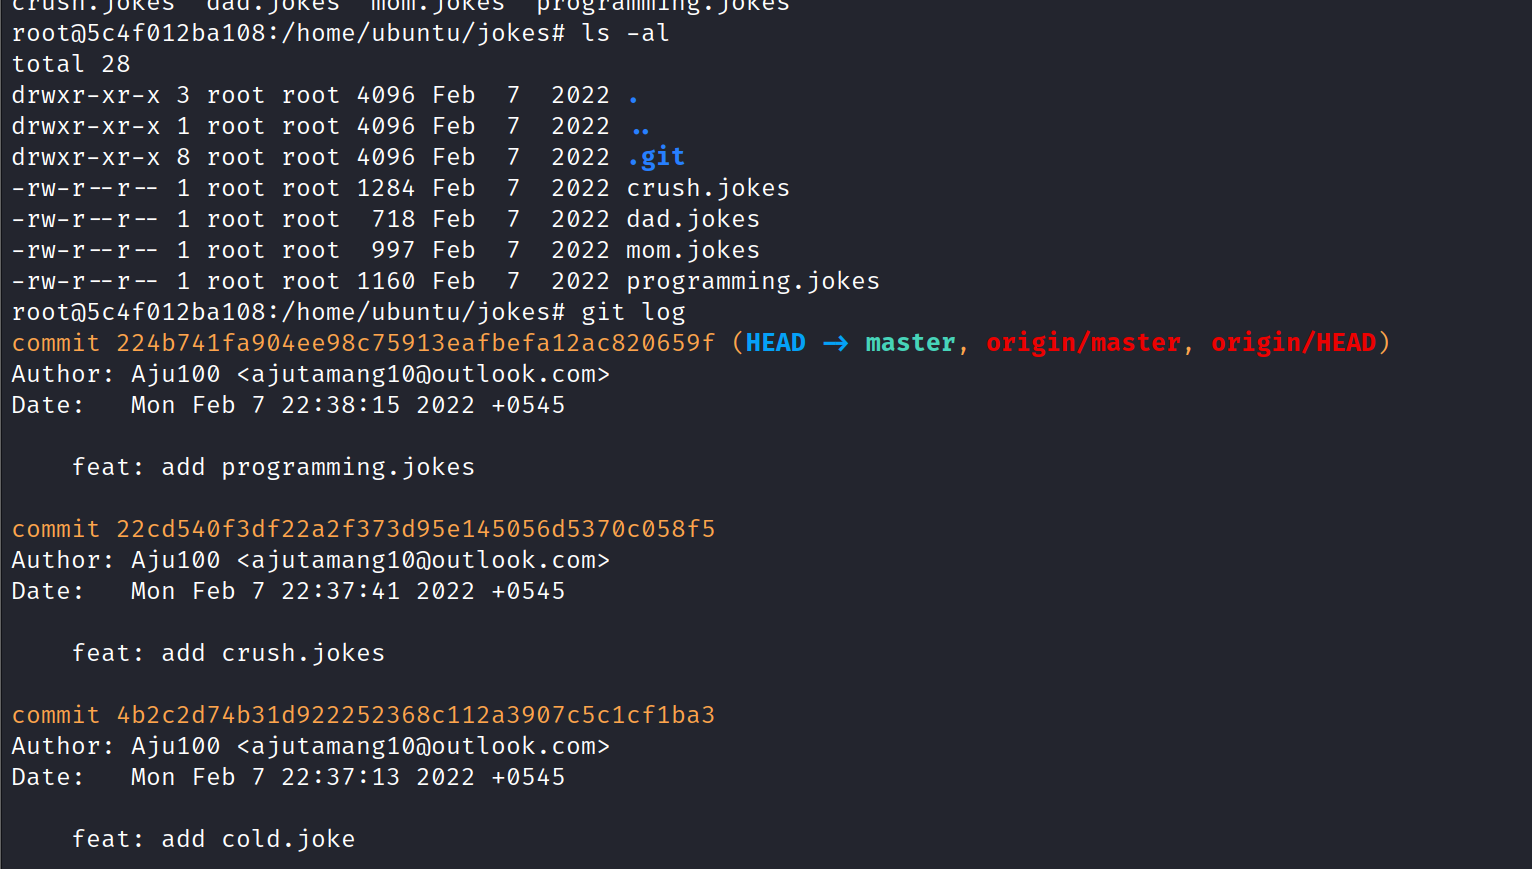 crush.jokes  dad.jokes  mom.jokes  programming.jokes
root@5c4f012ba108:/home/ubuntu/jokes# ls -al
total 28
drwxr-xr-x 3 root root 4096 Feb  7  2022 .
drwxr-xr-x 1 root root 4096 Feb  7  2022 ..
drwxr-xr-x 8 root root 4096 Feb  7  2022 .git
-rw-r--r-- 1 root root 1284 Feb  7  2022 crush.jokes
-rw-r--r-- 1 root root  718 Feb  7  2022 dad.jokes
-rw-r--r-- 1 root root  997 Feb  7  2022 mom.jokes
-rw-r--r-- 1 root root 1160 Feb  7  2022 programming.jokes
root@5c4f012ba108:/home/ubuntu/jokes# git log
commit 224b741fa904ee98c75913eafbefa12ac820659f (HEAD -> master, origin/master, origin/HEAD)
Author: Aju100 <ajutamang10@outlook.com>
Date:   Mon Feb 7 22:38:15 2022 +0545
    feat: add programming.jokes
commit 22cd540f3df22a2f373d95e145056d5370c058f5
Author: Aju100 <ajutamang10@outlook.com>
Date:   Mon Feb 7 22:37:41 2022 +0545
    feat: add crush.jokes
commit 4b2c2d74b31d922252368c112a3907c5c1cf1ba3
Author: Aju100 <ajutamang10@outlook.com>
Date:   Mon Feb 7 22:37:13 2022 +0545
    feat: add cold.joke